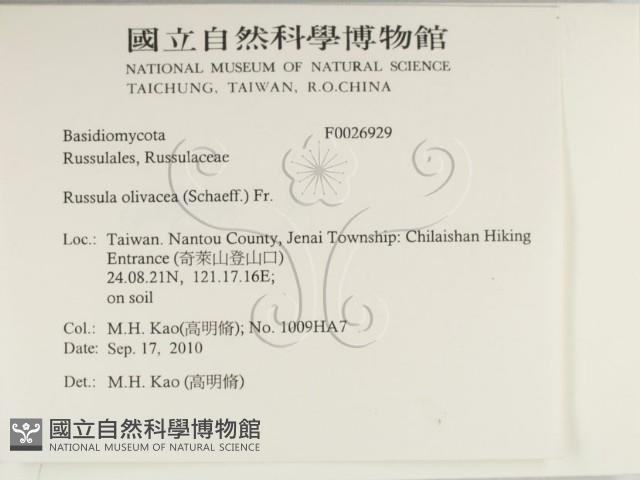 國立自然科學博物館
NATIONAL MUSEUM OF NATURAL SCIENCE
TAICHUNG, TAIWAN, R.O.CHINA
Basidiomycota F0026929
Russulales, Russulaceae
Russula olivacea (Schaeff.) Fr.
Loc.: Taiwan. Nantou County, Jenai Township: Chilaishan Hiking
Entrance (奇萊山登山口)
24.08.21N, 121.17.16E;
on soil
Col.: M.H. Kao(高明脩); No. 1009HA7
Date: Sep. 17, 2010
Det.: M.H. Kao (高明脩)
國立自然科學博物館
NATIONAL MUSEUM OF NATURAL SCIENCE